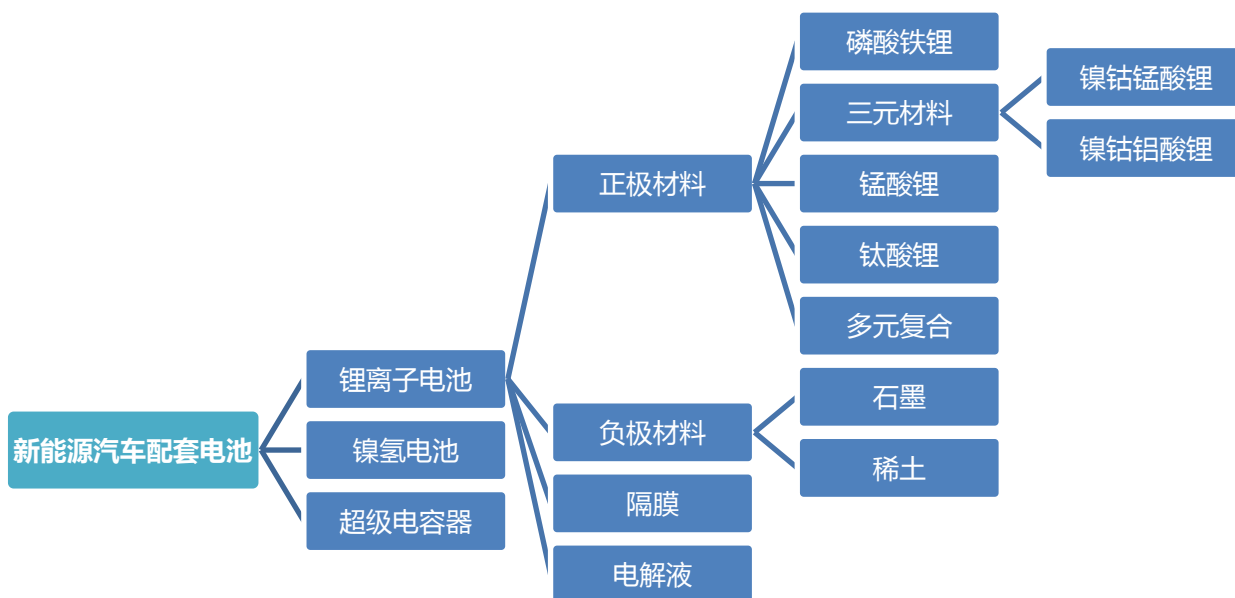 新能源汽车配套电池
锂离子电池
镍氢电池
超级电容器
正极材料
负极材料
隔膜
电解液
磷酸铁锂
三元材料
锰酸锂
钛酸锂
多元复合
石墨
稀土
镍钴锰酸锂
镍钴铝酸锂